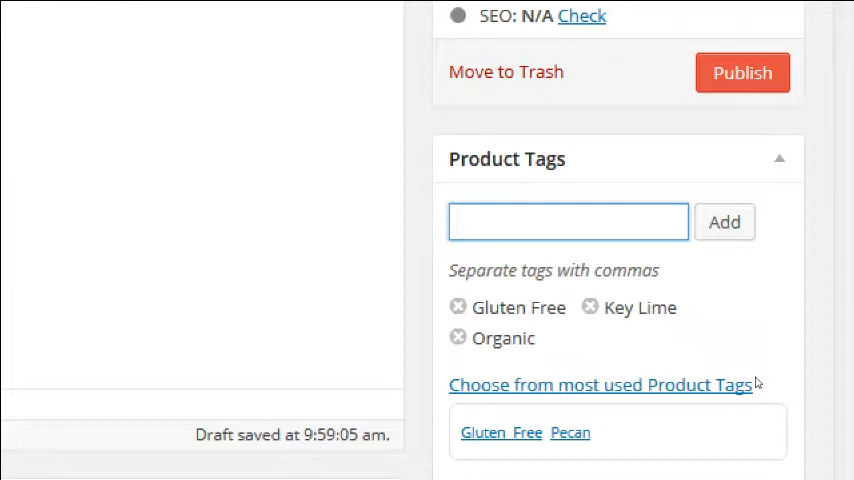 SEO: N/A Check
Move to Trash Publish
Product Tags
Add
Separate tags with commas
Gluten Free Key Lime
Organic
Choose from most used Product Tags
Gluten Free Pecan
Draft saved at 9:59:05 am.